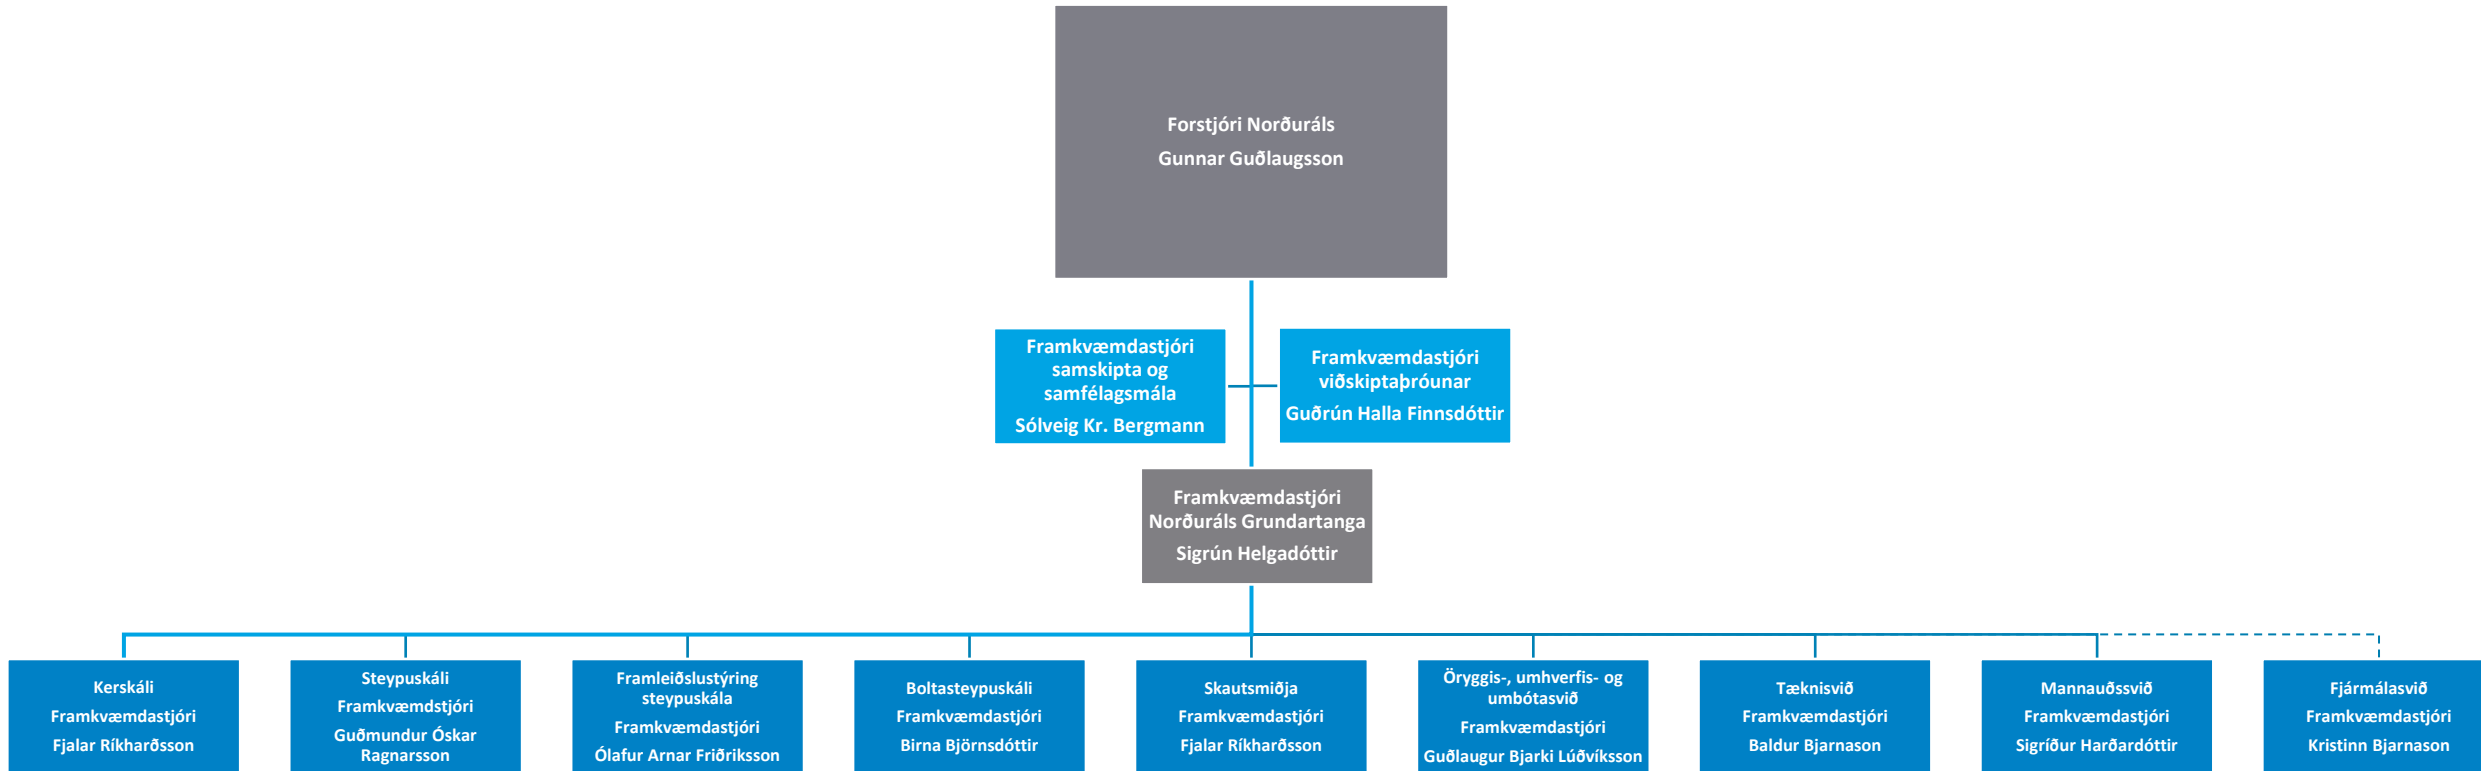 Forstjóri Norðuráls
Gunnar Guðlaugsson
Framkvæmdastjóri
samskipta og
samfélagsmála
Sólveig Kr. Bergmann
Framkvæmdastjóri
viðskiptaþróunar
Guðrún Halla Finnsdóttir
Framkvæmdastjóri
Norðuráls Grundartanga
Sigrún Helgadóttir
Kerskáli
Framkvæmdastjóri
Fjalar Ríkharðsson
Steypuskáli
Framkvæmdstjóri
Guðmundur Óskar
Ragnarsson
Framleiðslustýring
steypuskála
Framkvæmdastjóri
Ólafur Arnar Friðriksson
Boltasteypuskáli
Framkvæmdastjóri
Birna Björnsdóttir
Skautsmiðja
Framkvæmdastjóri
Fjalar Ríkharðsson
Öryggis-, umhverfis- og
umbótasvið
Framkvæmdastjóri
Guðlaugur Bjarki Lúðvíksson
Tæknisvið
Framkvæmdastjóri
Baldur Bjarnason
Mannauðssvið
Framkvæmdastjóri
Sigríður Harðardóttir
Fjármálasvið
Framkvæmdastjóri
Kristinn Bjarnason